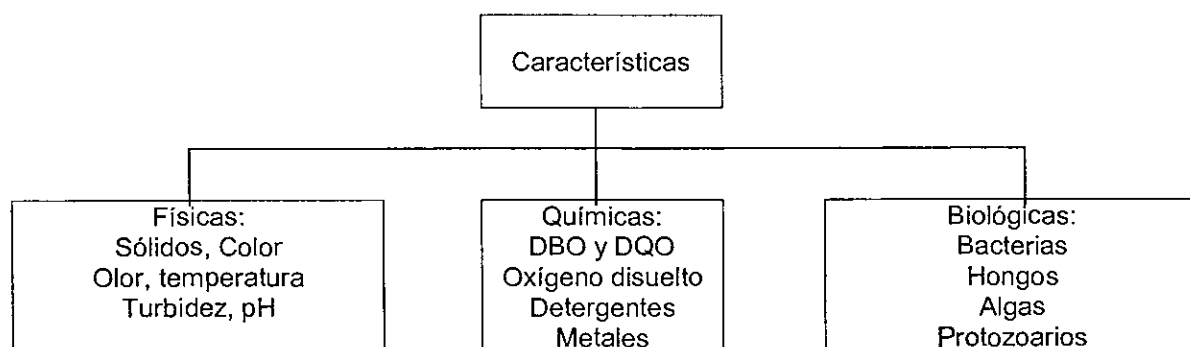 Características
Físicas:
Sólidos, Color
Olor, temperatura
Turbidez, pH
Químicas:
DBO y DQO
Oxígeno disuelto
Detergentes
Metales
Biológicas:
Bacterias
Hongos
Algas
Protozoarios